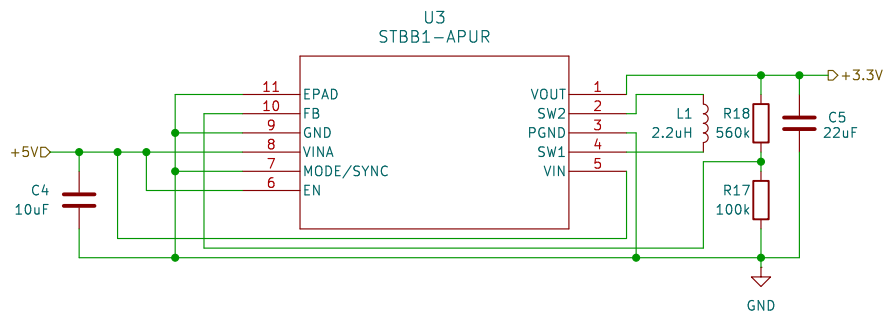 U3
STBB1-APUR
11 EPAD VOUT 1 +3.3V
10 FB SW2 2 L1 R18 C5
9 GND PGND 3 2.2uH 560k 22uF
+5V 8 VINA SW1 4
7 MODE/SYNC VIN 5
C4 6 EN R17
10uF 100k
GND